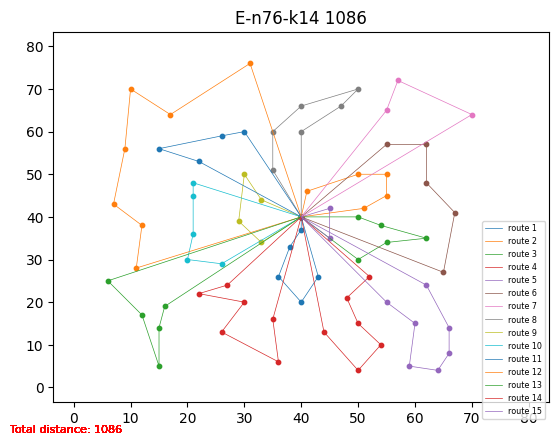 E-n76-k14 1086
80
70
60
50
40
30
20
10
0
route 1
route 2
route 3
route 4
route 5
route 6
route 7
route 8
route 9
route 10
route 11
route 12
route 13
route 14
route 15
0 10 20 30 40 50 60 70 80
Total distance: 1086